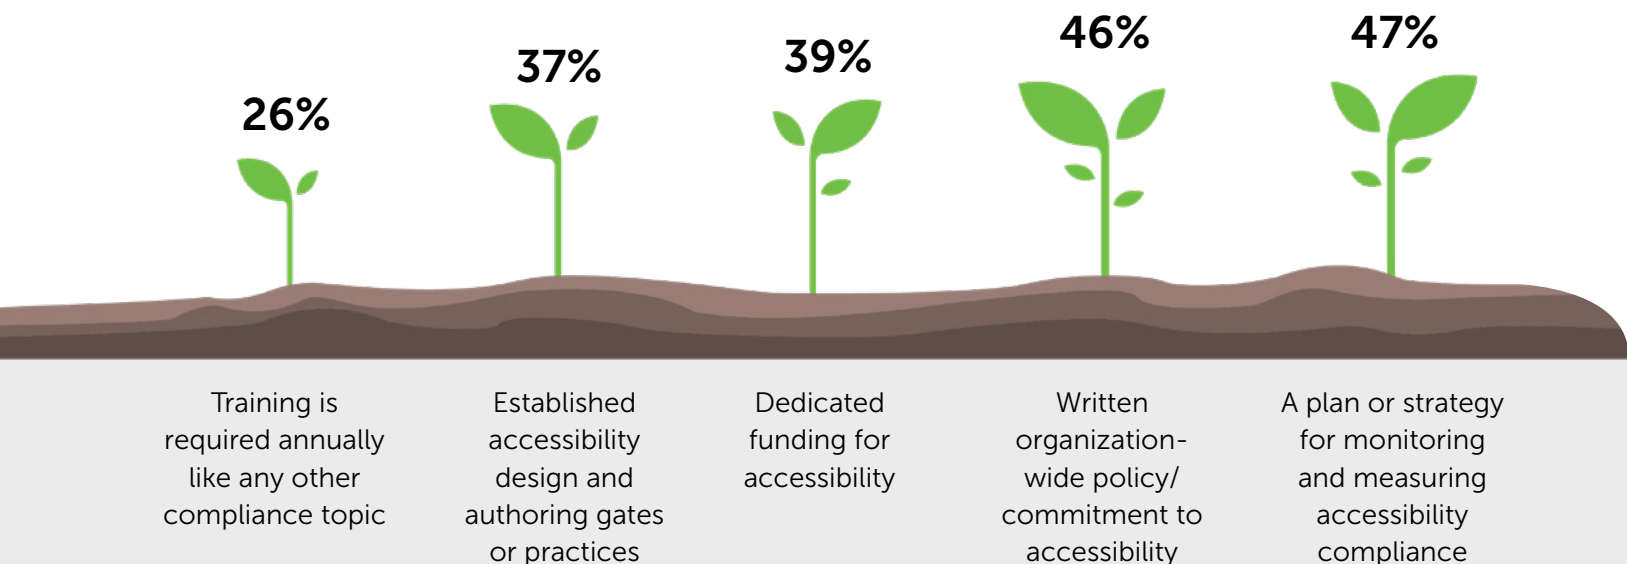 26%
37%
39%
46%
47%
Training is
required annually
like any other
compliance topic
Established
accessibility
design and
authoring gates
or practices
Dedicated
funding for
accessibility
Written
organization-
wide policy/
commitment to
accessibility
A plan or strategy
for monitoring
and measuring
accessibility
compliance